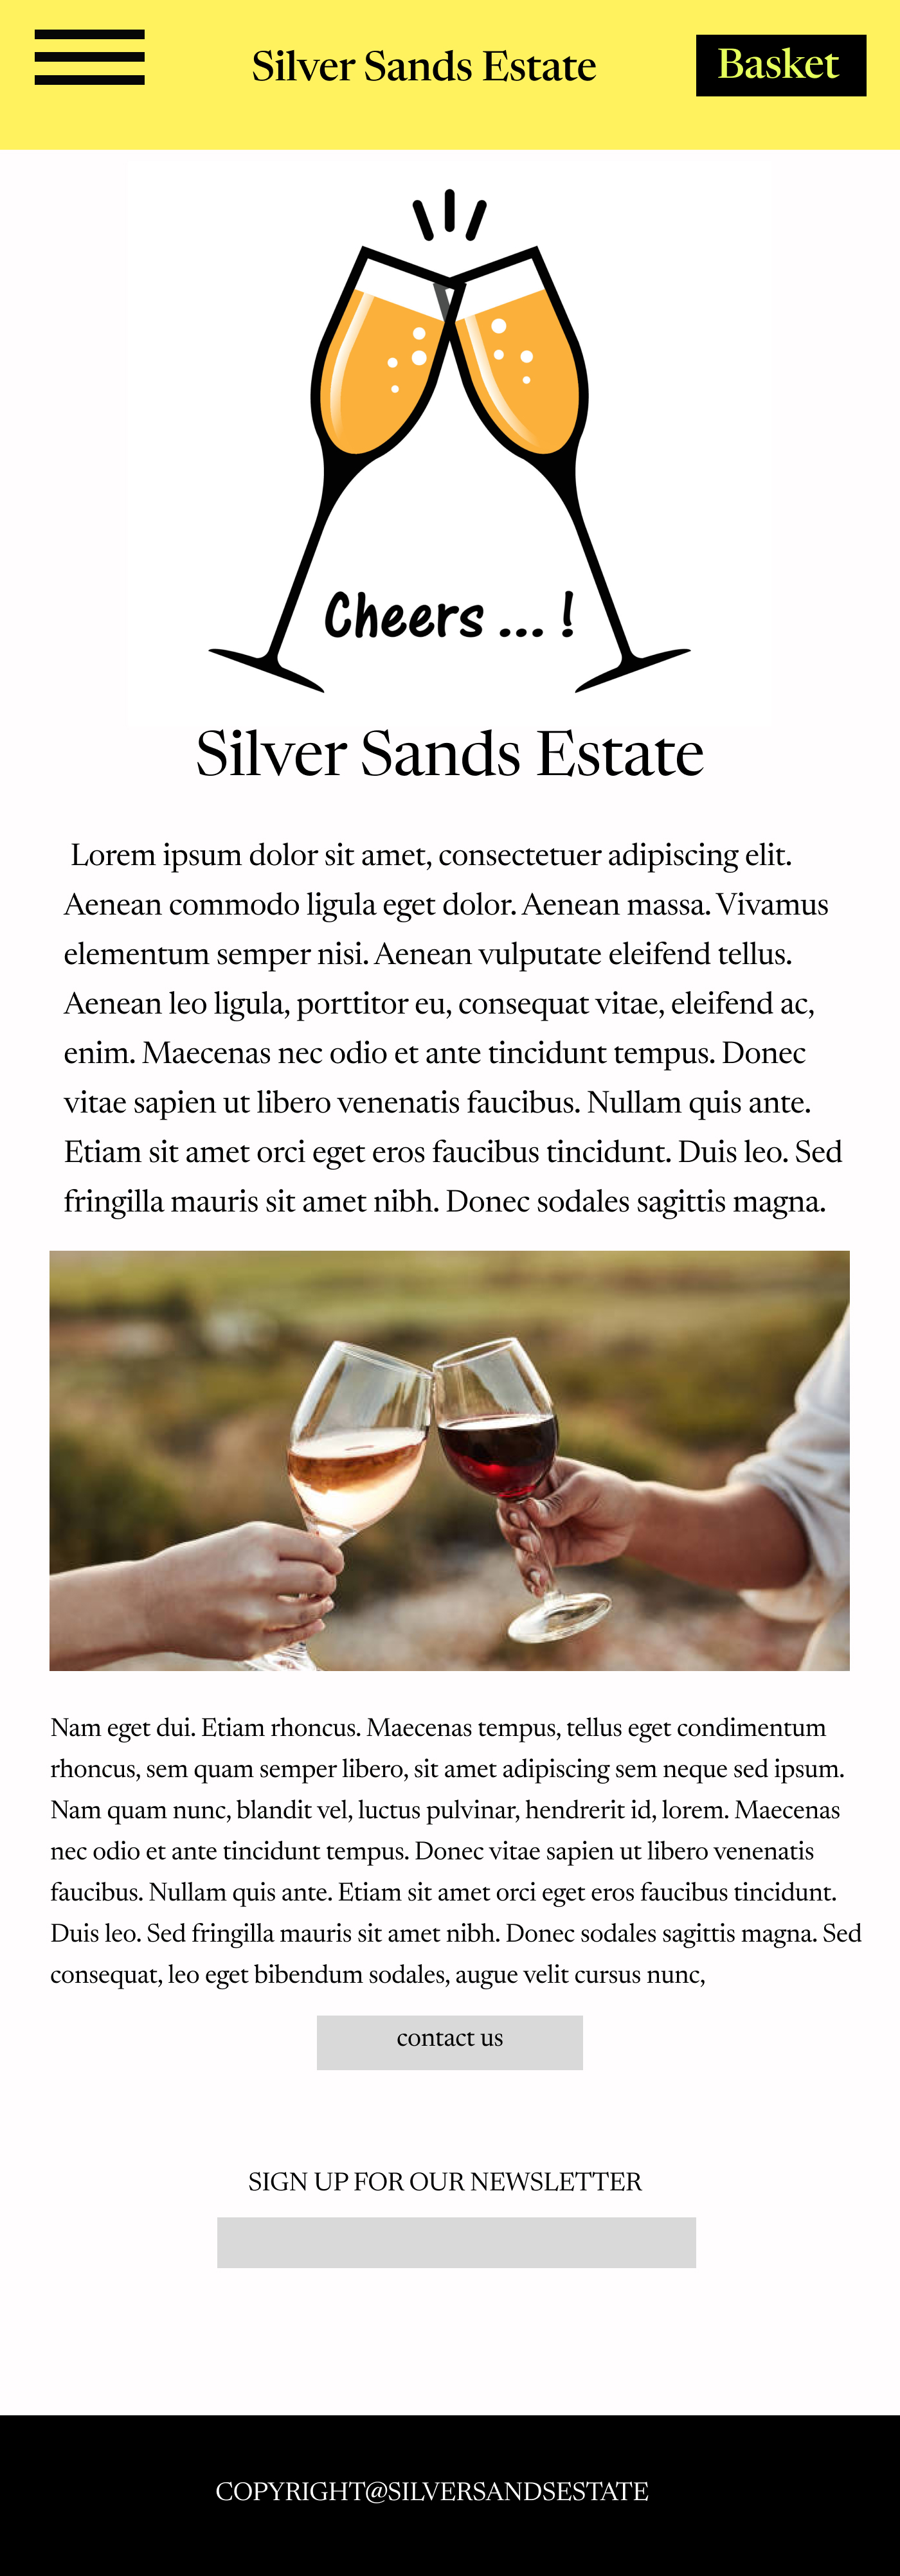 Silver Sands Estate
Basket
Cheers ... !
Silver Sands Estate
Lorem ipsum dolor sit amet, consectetuer adipiscing elit.
Aenean commodo ligula eget dolor. Aenean massa. Vivamus
elementum semper nisi. Aenean vulputate eleifend tellus.
Aenean leo ligula, porttitor eu, consequat vitae, eleifend ac,
enim. Maecenas nec odio et ante tincidunt tempus. Donec
vitae sapien ut libero venenatis faucibus. Nullam quis ante.
Etiam sit amet orci eget eros faucibus tincidunt. Duis leo. Sed
fringilla mauris sit amet nibh. Donec sodales sagittis magna.
Nam eget dui. Etiam rhoncus. Maecenas tempus, tellus eget condimentum
rhoncus, sem quam semper libero, sit amet adipiscing sem neque sed ipsum.
Nam quam nunc, blandit vel, luctus pulvinar, hendrerit id, lorem. Maecenas
nec odio et ante tincidunt tempus. Donec vitae sapien ut libero venenatis
faucibus. Nullam quis ante. Etiam sit amet orci eget eros faucibus tincidunt.
Duis leo. Sed fringilla mauris sit amet nibh. Donec sodales sagittis magna. Sed
consequat, leo eget bibendum sodales, augue velit cursus nunc,
contact us
SIGN UP FOR OUR NEWSLETTER
COPYRIGHT@SILVERSANDSESTATE